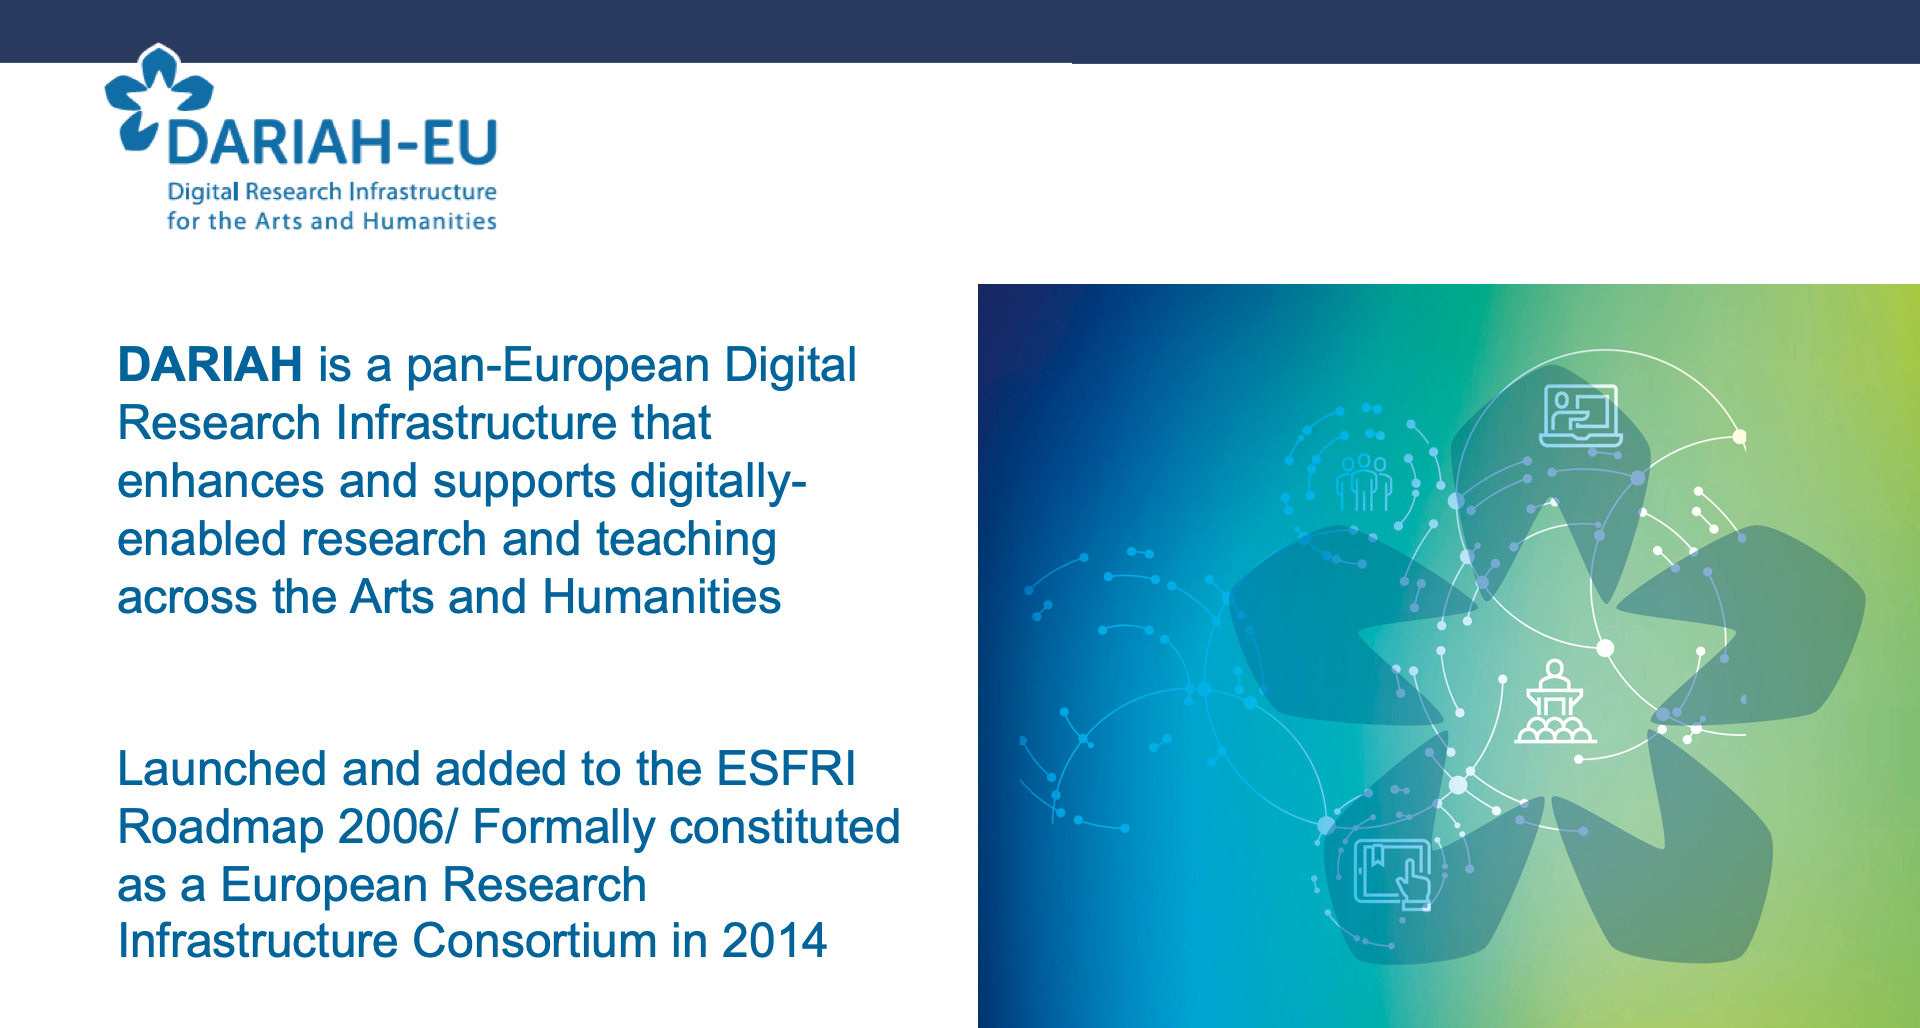 DARIAH-EU
Digital Research Infrastructure
for the Arts and Humanities
DARIAH is a pan-European Digital
Research Infrastructure that
enhances and supports digitally-
enabled research and teaching
across the Arts and Humanities
Launched and added to the ESFRI
Roadmap 2006/ Formally constituted
as a European Research
Infrastructure Consortium in 2014